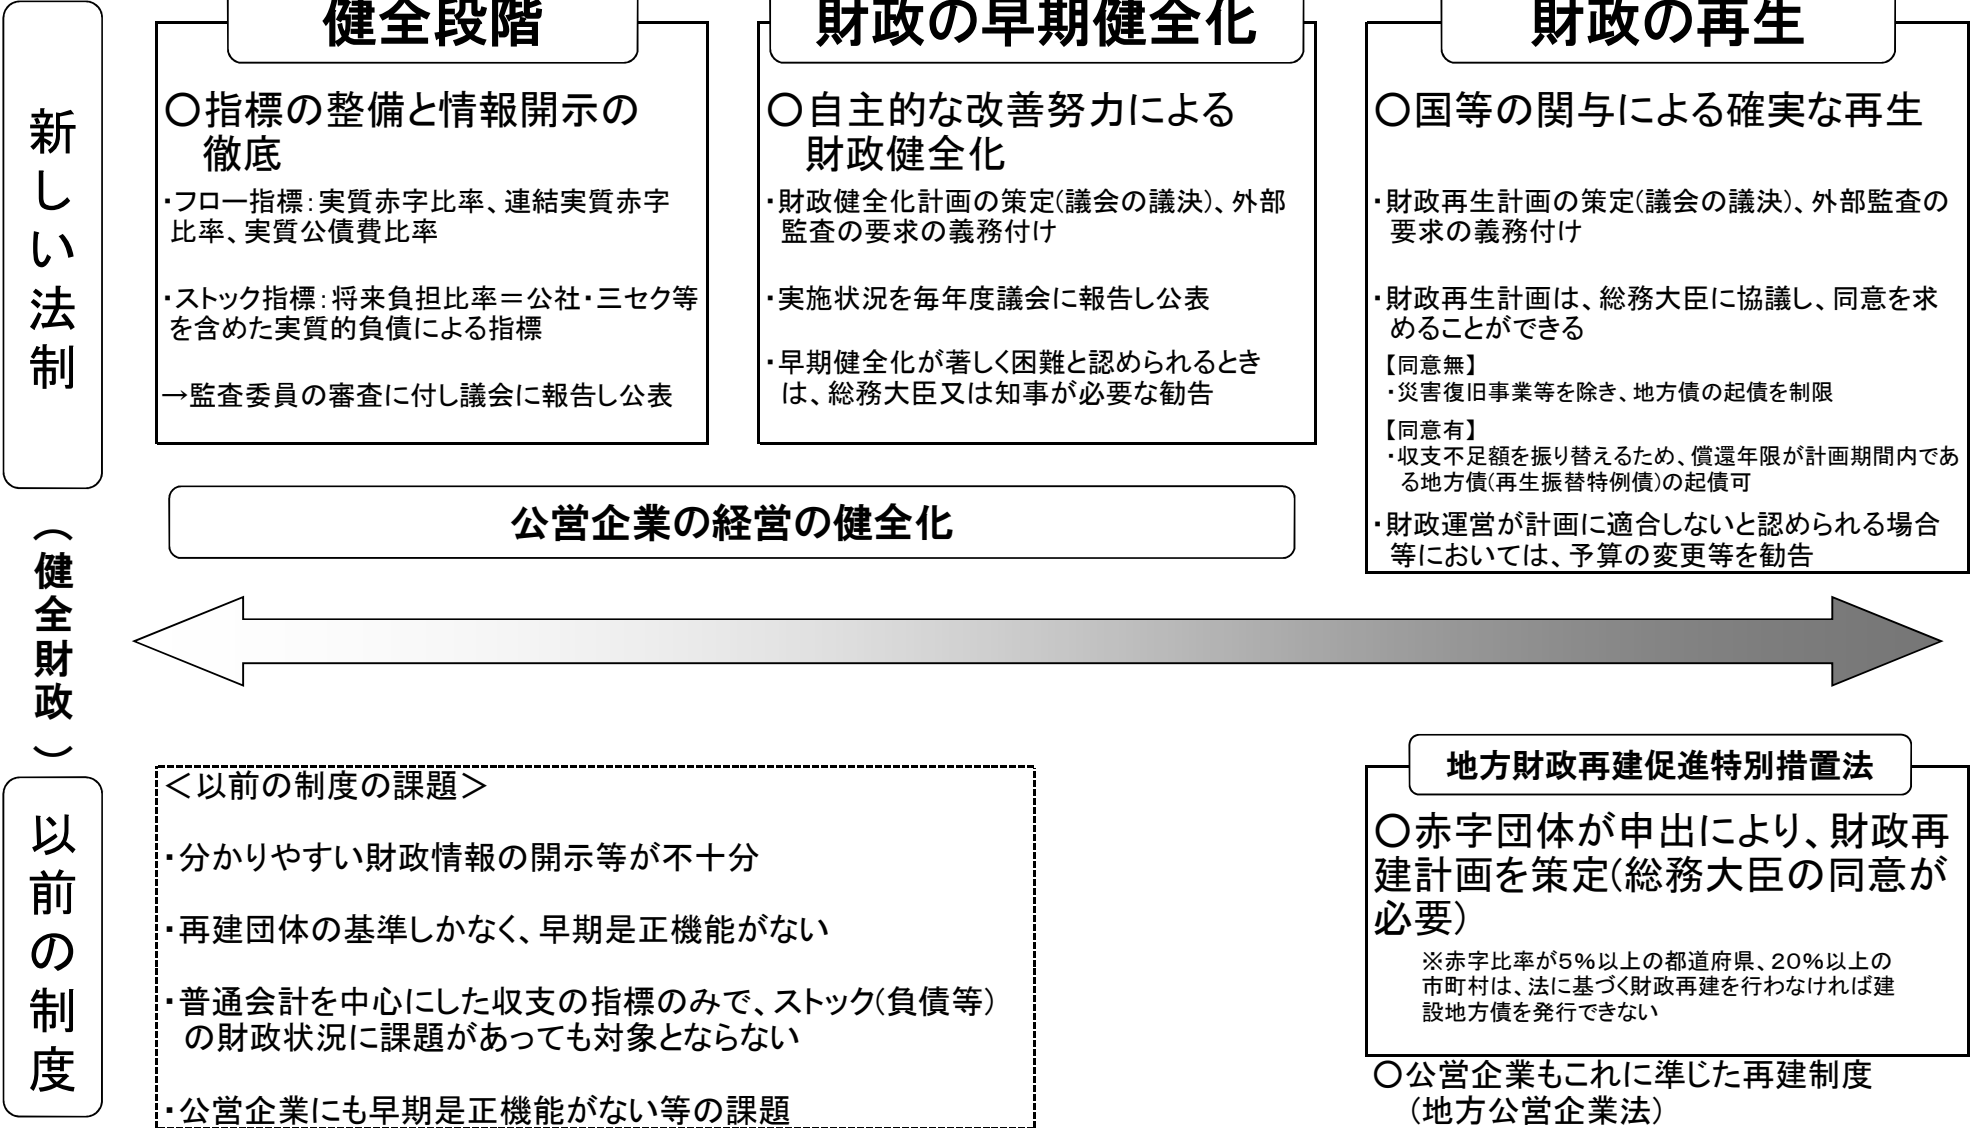 新しい法制
健全段階
〇指標の整備と情報開示の
徹底
・フロー指標：実質赤字比率、連結実質赤字
比率、実質公債費比率
・ストック指標：将来負担比率＝公社・三セク等
を含めた実質的負債による指標
→監査委員の審査に付し議会に報告し公表
財政の早期健全化
〇自主的な改善努力による
財政健全化
・財政健全化計画の策定(議会の議決)、外部
監査の要求の義務付け
・実施状況を毎年度議会に報告し公表
・早期健全化が著しく困難と認められるとき
は、総務大臣又は知事が必要な勧告
財政の再生
〇国等の関与による確実な再生
・財政再生計画の策定(議会の議決)、外部監査の
要求の義務付け
・財政再生計画は、総務大臣に協議し、同意を求
めることができる
【同意無】
・災害復旧事業等を除き、地方債の起債を制限
【同意有】
・収支不足額を振り替えるため、償還年限が計画期間内であ
る地方債(再生振替特例債)の起債可
・財政運営が計画に適合しないと認められる場合
等においては、予算の変更等を勧告
公営企業の経営の健全化
（健全財政）
以前の制度
＜以前の制度の課題＞
・分かりやすい財政情報の開示等が不十分
・再建団体の基準しかなく、早期是正機能がない
・普通会計を中心にした収支の指標のみで、ストック(負債等)
の財政状況に課題があっても対象とならない
・公営企業にも早期是正機能がない等の課題
地方財政再建促進特別措置法
〇赤字団体が申出により、財政再
建計画を策定(総務大臣の同意が
必要)
※赤字比率が5％以上の都道府県、20％以上の
市町村は、法に基づく財政再建を行わなければ建
設地方債を発行できない
〇公営企業もこれに準じた再建制度
(地方公営企業法)